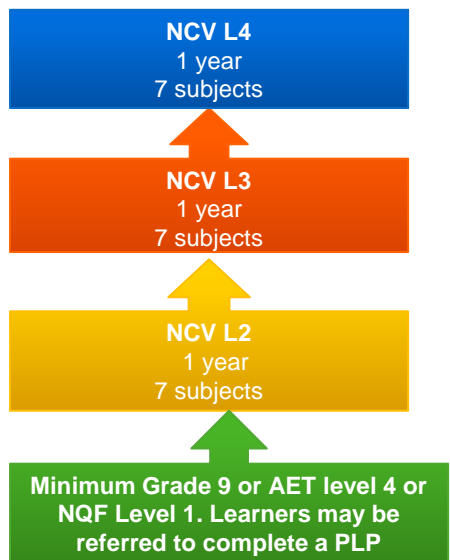 NCV L4
1 year
7 subjects
NCV L3
1 year
7 subjects
NCV L2
1 year
7 subjects
Minimum Grade 9 or AET level 4 or
NQF Level 1. Learners may be
referred to complete a PLP